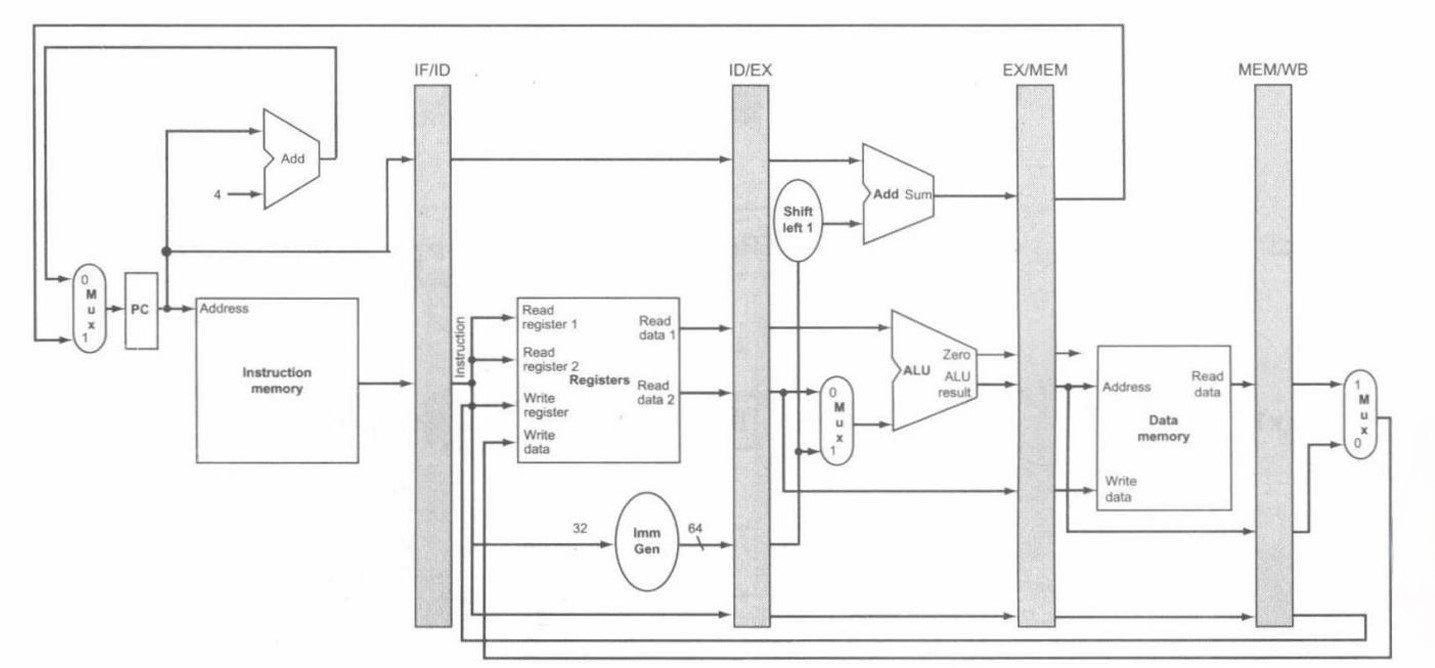 IF/ID
ID/EX
EX/MEM
MEM/WB
Add
4
Add Sum
Shift
left 1
0
M
u
x
1
PC
Address
Instruction
memory
Instruction
Read
register 1
Read
register 2
Write
register
Write
data
Registers
Read
data 1
Read
data 2
0
M
u
x
1
Zero
ALU
ALU
result
Address
Read
data
Data
memory
Write
data
1
M
u
x
0
32
Imm
Gen
64